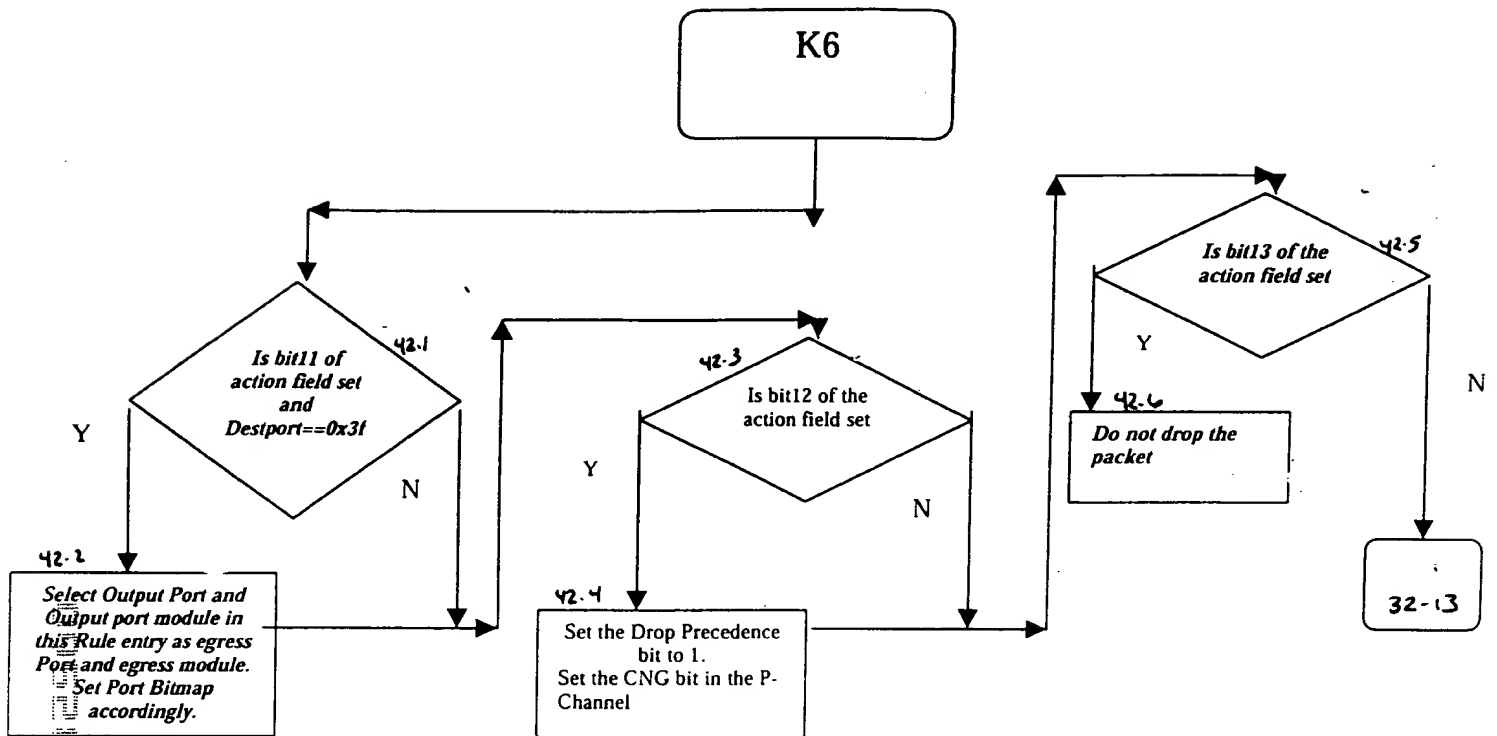 K6
42.1
Is bit11 of
action field set
and
Destport==0x3f
Y
N
42.2
Select Output Port and
Output port module in
this Rule entry as egress
Port and egress module.
Set Port Bitmap
accordingly.
42.3
Is bit12 of the
action field set
Y
N
42.4
Set the Drop Precedence
bit to 1.
Set the CNG bit in the P-
Channel
42.5
Is bit13 of the
action field set
Y
N
42.6
Do not drop the
packet
32-13